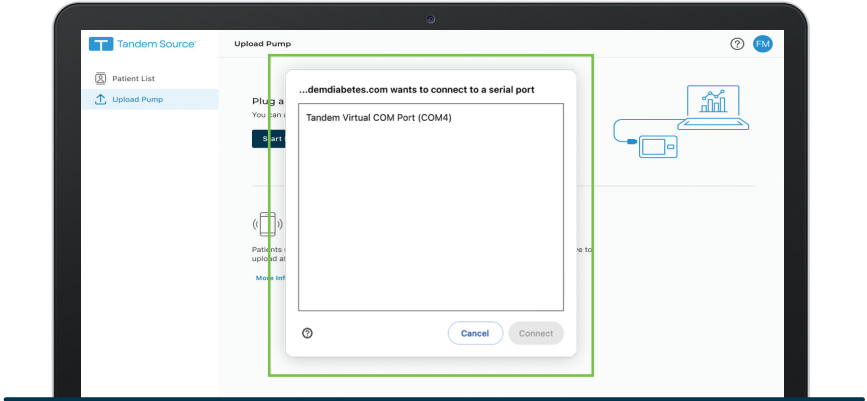 Tandem Source
Upload Pump
FM
Patient List
Upload Pump
Plug a
You can a
Start
...demdiabetes.com wants to connect to a serial port
Tandem Virtual COM Port (COM4)
Patients
ve to
upload at
More Inf
Cancel
Connect